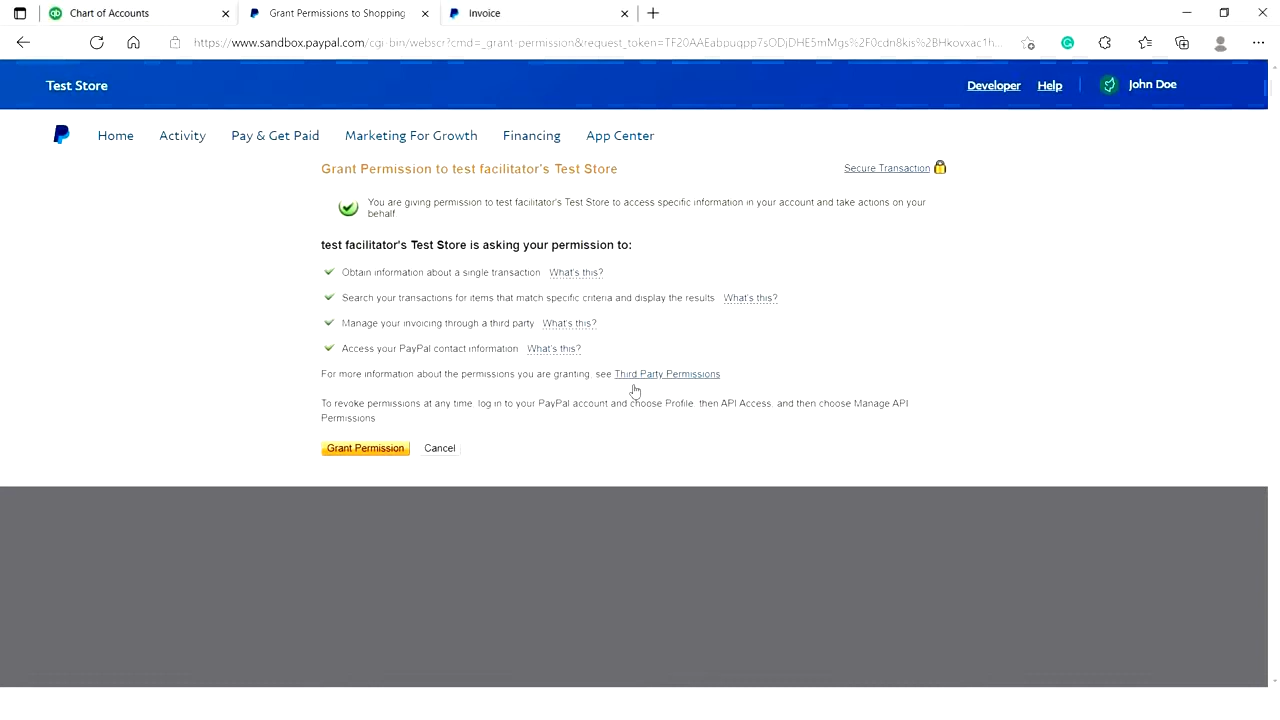 Chart of Accounts
Grant Permissions to Shopping
Invoice
https://www.sandbox.paypal.com/cgi-bin/webscr?cmd=_grant-permission&request_token=
Test Store
Developer
Help
John Doe
Home
Activity
Pay & Get Paid
Marketing For Growth
Financing
App Center
Grant Permission to test facilitator's Test Store
Secure Transaction
You are giving permission to test facilitator's Test Store to access specific information in your account and take actions on your
behalf
test facilitator's Test Store is asking your permission to:
Obtain information about a single transaction What's this?
Search your transactions for items that match specific criteria and display the results What's this?
Manage your invoicing through a third party What's this?
Access your PayPal contact information What's this?
For more information about the permissions you are granting, see Third Party Permissions
To revoke permissions at any time, log in to your PayPal account and choose Profile, then API Access, and then choose Manage API
Permissions
Grant Permission
Cancel